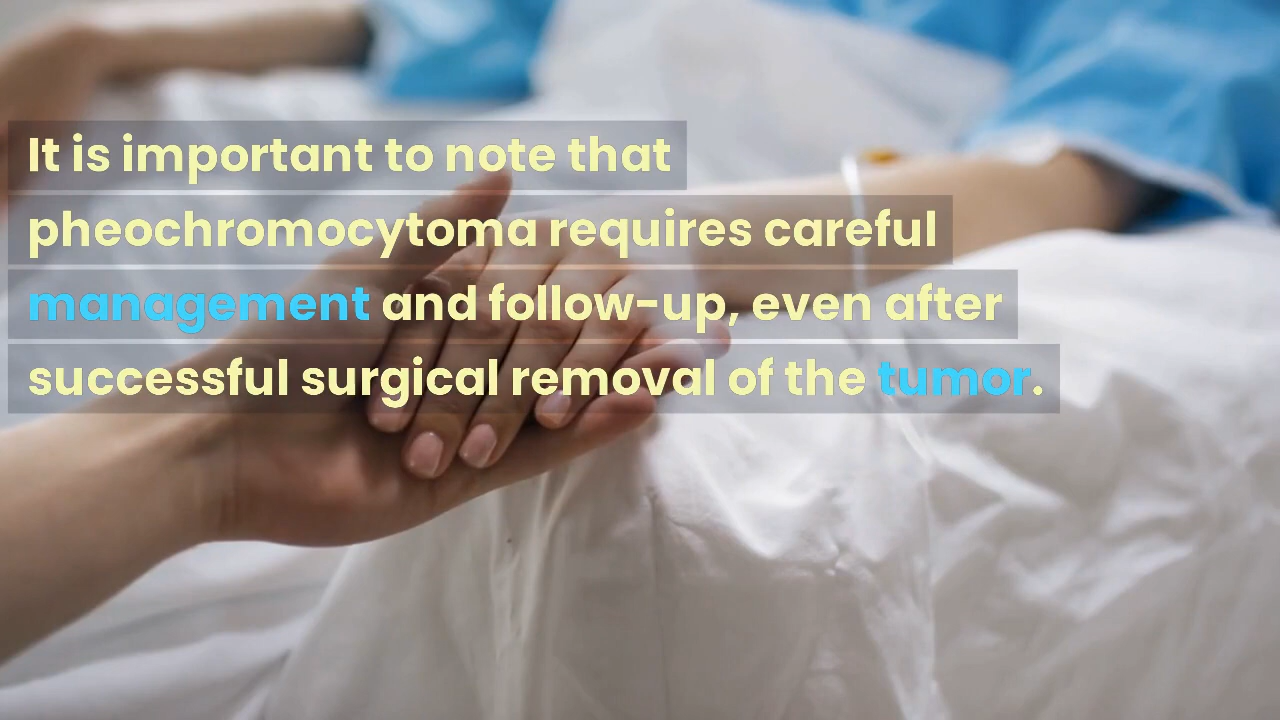 It is important to note that
pheochromocytoma requires careful
management and follow-up, even after
successful surgical removal of the tumor.